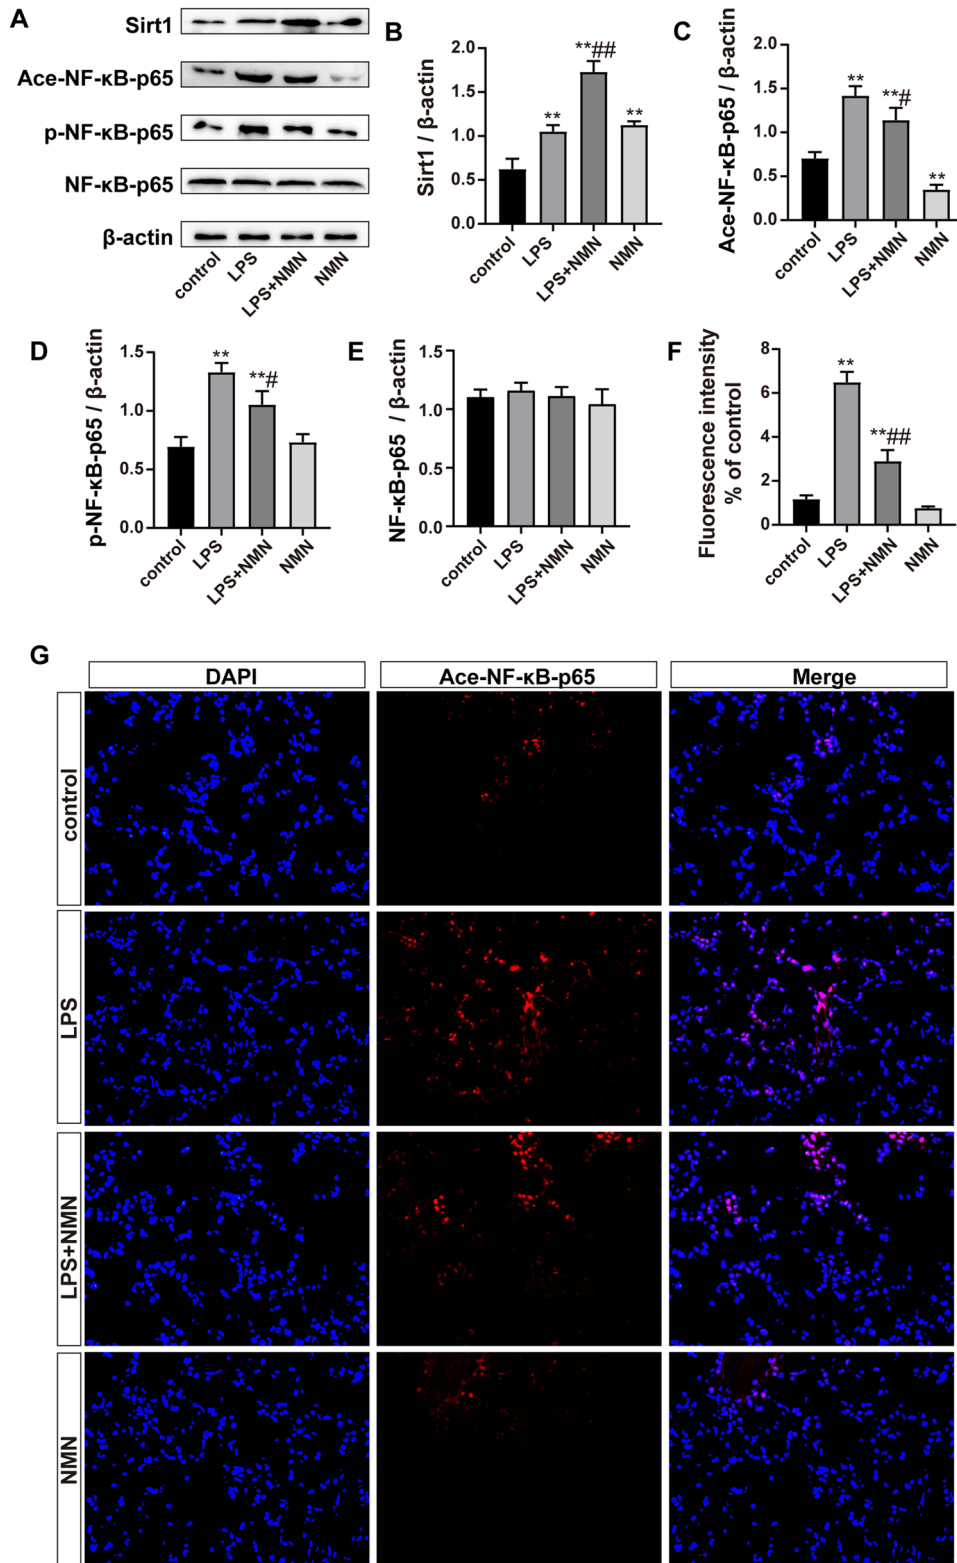 A
Sirt1
Ace-NF-κB-p65
p-NF-κB-p65
NF-κB-p65
β-actin
control
LPS
LPS+NMN
NMN
B
Sirt1 / β-actin
2.0
1.5
1.0
0.5
0.0
**
**##
**
control
LPS
LPS+NMN
NMN
C
Ace-NF-κB-p65 / β-actin
2.0
1.5
1.0
0.5
0.0
**
**#
**
control
LPS
LPS+NMN
NMN
D
p-NF-κB-p65 / β-actin
1.5
1.0
0.5
0.0
**
**#
control
LPS
LPS+NMN
NMN
E
NF-κB-p65 / β-actin
1.5
1.0
0.5
0.0
control
LPS
LPS+NMN
NMN
F
Fluorescence intensity
% of control
8
6
4
2
0
**
**##
control
LPS
LPS+NMN
NMN
G
DAPI
Ace-NF-κB-p65
Merge
control
LPS
LPS+NMN
NMN